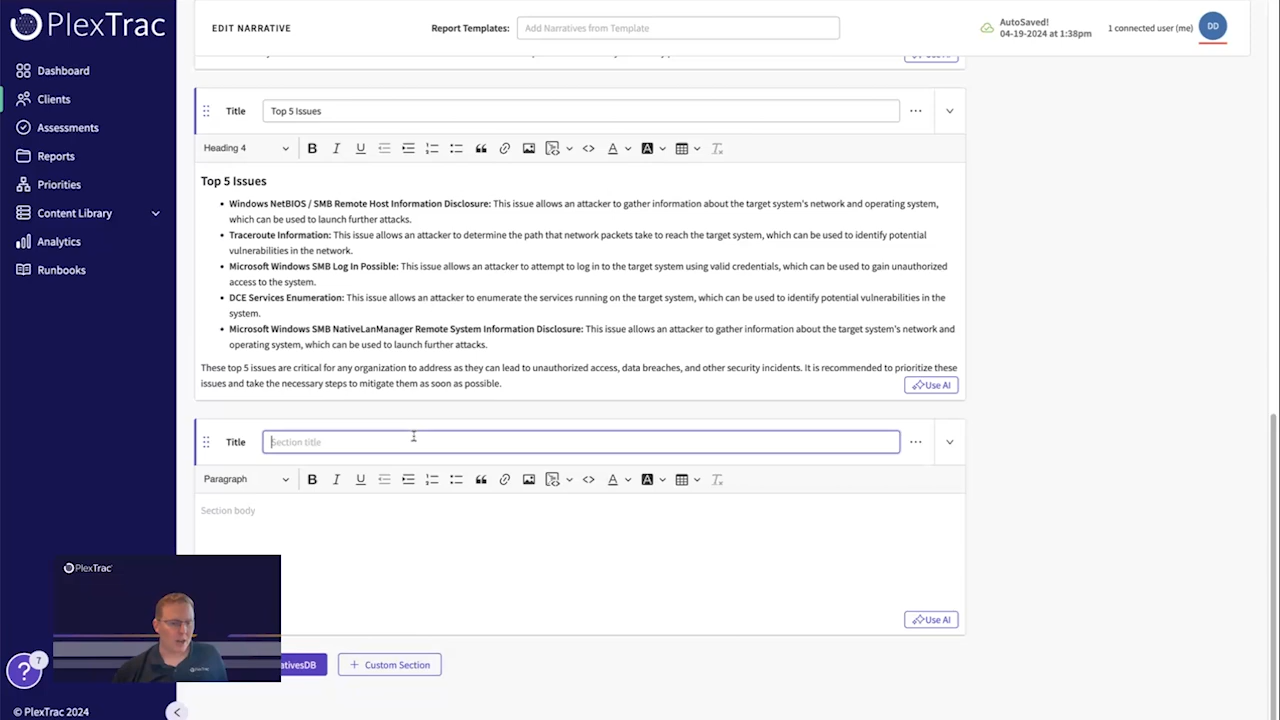 PlexTrac
Dashboard
Clients
Assessments
Reports
Priorities
Content Library
Analytics
Runbooks
EDIT NARRATIVE
Report Templates:
Add Narratives from Template
AutoSaved!
04-19-2024 at 1:38pm
1 connected user (me)
DD
Title
Top 5 Issues
Heading 4
Top 5 Issues
• Windows NetBIOS / SMB Remote Host Information Disclosure: This issue allows an attacker to gather information about the target system's network and operating system,
which can be used to launch further attacks.
• Traceroute Information: This issue allows an attacker to determine the path that network packets take to reach the target system, which can be used to identify potential
vulnerabilities in the network.
• Microsoft Windows SMB Log In Possible: This issue allows an attacker to attempt to log in to the target system using valid credentials, which can be used to gain unauthorized
access to the system.
• DCE Services Enumeration: This issue allows an attacker to enumerate the services running on the target system, which can be used to identify potential vulnerabilities in the
system.
• Microsoft Windows SMB NativeLanManager Remote System Information Disclosure: This issue allows an attacker to gather information about the target system's network and
operating system, which can be used to launch further attacks.
These top 5 issues are critical for any organization to address as they can lead to unauthorized access, data breaches, and other security incidents. It is recommended to prioritize these
issues and take the necessary steps to mitigate them as soon as possible.
Use AI
Title
Section title
Paragraph
Section body
Use AI
PlexTrac
PlexTrac
ativesDB
+ Custom Section
7
?
© PlexTrac 2024